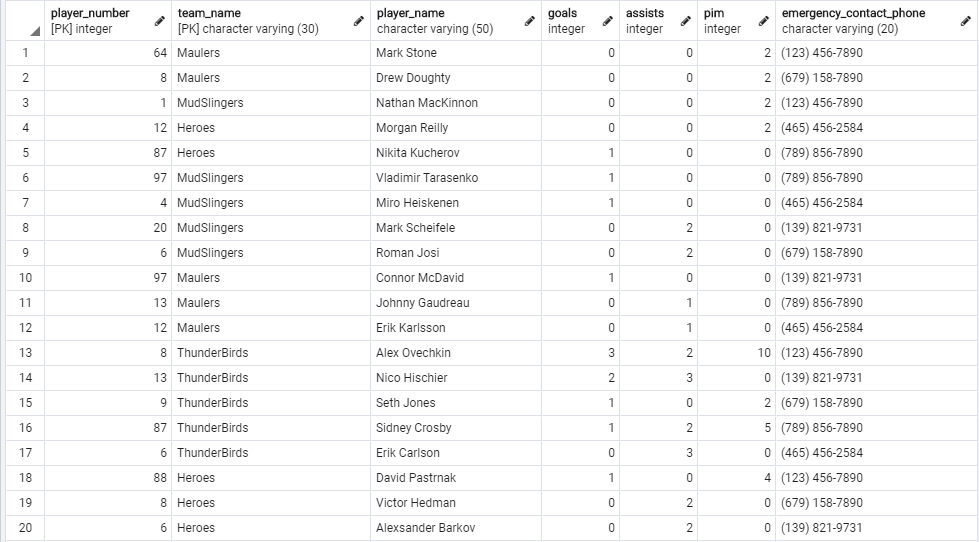 player_number team_name player_name goals assists pim emergency_contact_phone
[PK] integer [PK] character varying (30) character varying (50) integer integer integer character varying (20)
1 64 Maulers Mark Stone 0 0 2 (123) 456-7890
2 8 Maulers Drew Doughty 0 0 2 (679) 158-7890
3 1 MudSlingers Nathan MacKinnon 0 0 2 (123) 456-7890
4 12 Heroes Morgan Reilly 0 0 2 (465) 456-2584
5 87 Heroes Nikita Kucherov 1 0 0 (789) 856-7890
6 97 MudSlingers Vladimir Tarasenko 1 0 0 (789) 856-7890
7 4 MudSlingers Miro Heiskenen 1 0 0 (465) 456-2584
8 20 MudSlingers Mark Scheifele 0 2 0 (139) 821-9731
9 6 MudSlingers Roman Josi 0 2 0 (679) 158-7890
10 97 Maulers Connor McDavid 1 0 0 (139) 821-9731
11 13 Maulers Johnny Gaudreau 0 1 0 (789) 856-7890
12 12 Maulers Erik Karlsson 0 1 0 (465) 456-2584
13 8 ThunderBirds Alex Ovechkin 3 2 10 (123) 456-7890
14 13 ThunderBirds Nico Hischier 2 3 0 (139) 821-9731
15 9 ThunderBirds Seth Jones 1 0 2 (679) 158-7890
16 87 ThunderBirds Sidney Crosby 1 2 5 (789) 856-7890
17 6 ThunderBirds Erik Carlson 0 3 0 (465) 456-2584
18 88 Heroes David Pastrnak 1 0 4 (123) 456-7890
19 8 Heroes Victor Hedman 0 2 0 (679) 158-7890
20 6 Heroes Alexsander Barkov 0 2 0 (139) 821-9731